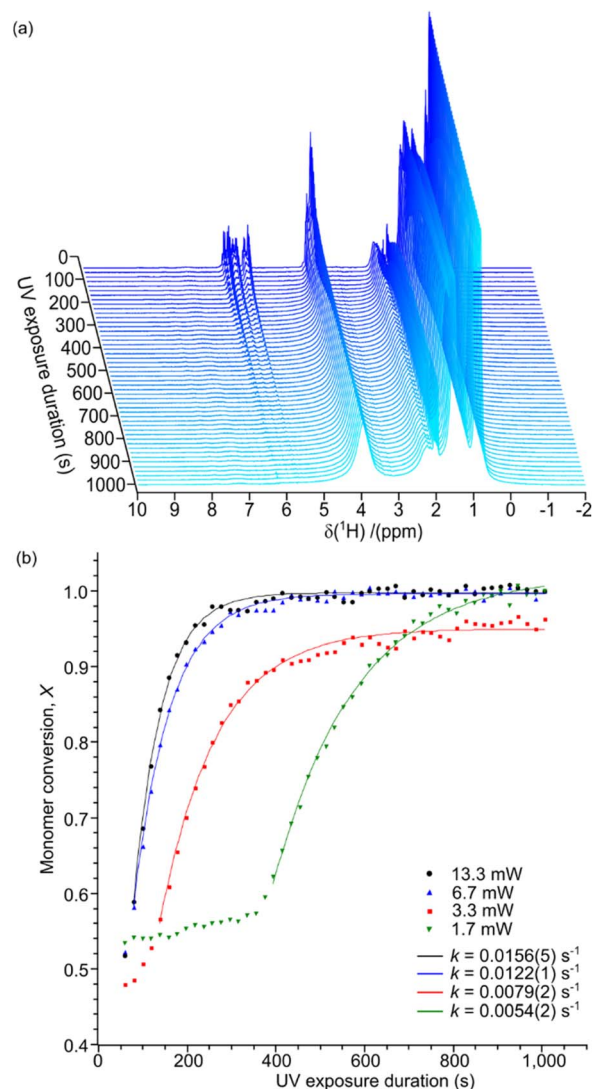 (a)
0
100
200
300
400
500
600
700
800
900
1000
UV exposure duration (s)
10 9 8 7 6 5 4 3 2 1 0 -1 -2
δ(¹H) /(ppm)
(b)
1.0
0.9
0.8
0.7
0.6
0.5
0.4
Monomer conversion, X
13.3 mW
6.7 mW
3.3 mW
1.7 mW
k = 0.0156(5) s⁻¹
k = 0.0122(1) s⁻¹
k = 0.0079(2) s⁻¹
k = 0.0054(2) s⁻¹
0 200 400 600 800 1,000
UV exposure duration (s)